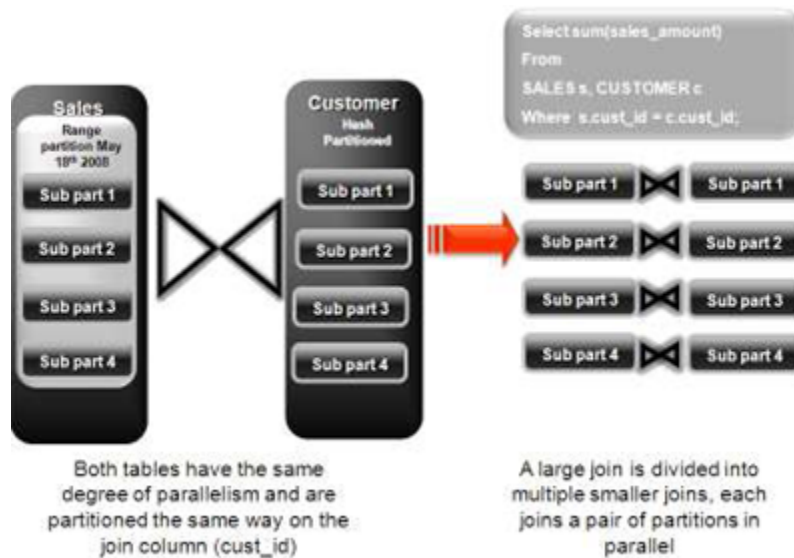 Sales
Range
partition May
18th 2008
Sub part 1
Sub part 2
Sub part 3
Sub part 4
Customer
Hash
Partitioned
Sub part 1
Sub part 2
Sub part 3
Sub part 4
Select sum(sales_amount)
From
SALES s, CUSTOMER c
Where s.cust_id = c.cust_id;
Sub part 1 Sub part 1
Sub part 2 Sub part 2
Sub part 3 Sub part 3
Sub part 4 Sub part 4
Both tables have the same
degree of parallelism and are
partitioned the same way on the
join column (cust_id)
A large join is divided into
multiple smaller joins, each
joins a pair of partitions in
parallel